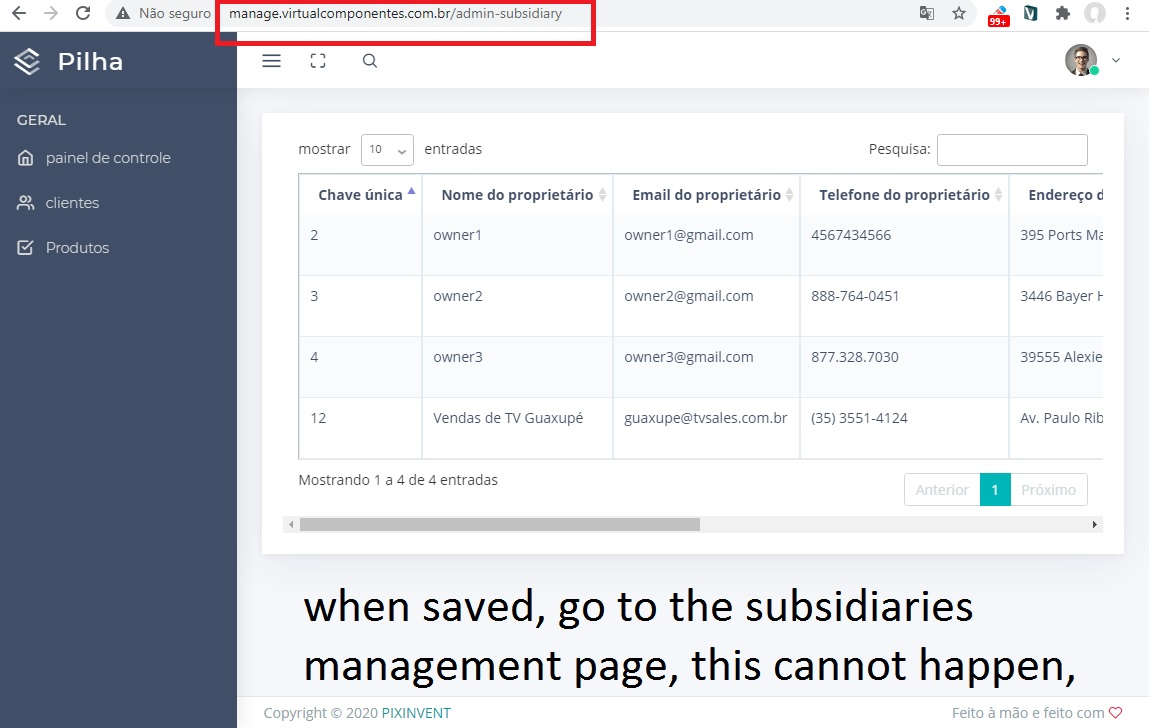 Não seguro manage.virtualcomponentes.com.br/admin-subsidiary 99+
Pilha
GERAL
painel de controle
clientes
Produtos
mostrar 10 entradas Pesquisa:
Chave única Nome do proprietário Email do proprietário Telefone do proprietário Endereço d
2 owner1 owner1@gmail.com 4567434566 395 Ports Ma
3 owner2 owner2@gmail.com 888-764-0451 3446 Bayer H
4 owner3 owner3@gmail.com 877.328.7030 39555 Alexie
12 Vendas de TV Guaxupé guaxupe@tvsales.com.br (35) 3551-4124 Av. Paulo Rib
Mostrando 1 a 4 de 4 entradas
Anterior 1 Próximo
when saved, go to the subsidiaries
management page, this cannot happen,
Copyright © 2020 PIXINVENT Feito à mão e feito com